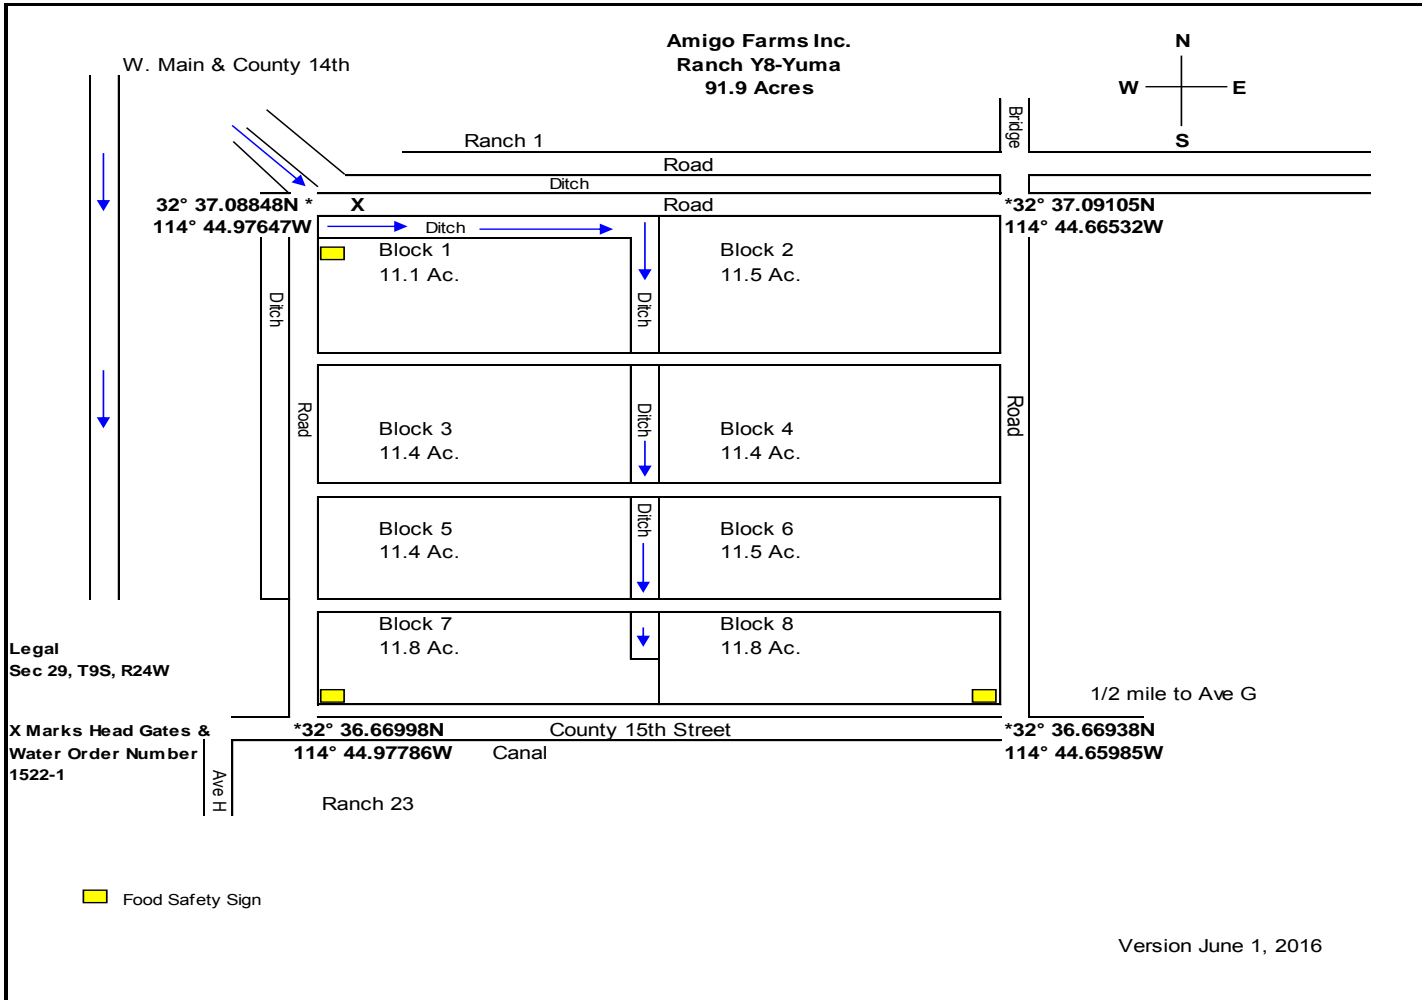 Amigo Farms Inc.
Ranch Y8-Yuma
91.9 Acres
N
W E
S
W. Main & County 14th
Bridge
Ranch 1
Road
Ditch
32° 37.08848N *
114° 44.97647W
X
Road
*32° 37.09105N
114° 44.66532W
Ditch
Block 1
11.1 Ac.
Block 2
11.5 Ac.
Ditch
Ditch
Road
Block 3
11.4 Ac.
Ditch
Block 4
11.4 Ac.
Road
Block 5
11.4 Ac.
Ditch
Block 6
11.5 Ac.
Block 7
11.8 Ac.
Block 8
11.8 Ac.
Legal
Sec 29, T9S, R24W
1/2 mile to Ave G
X Marks Head Gates &
Water Order Number
1522-1
*32° 36.66998N
114° 44.97786W
County 15th Street
Canal
*32° 36.66938N
114° 44.65985W
Ave H
Ranch 23
Food Safety Sign
Version June 1, 2016